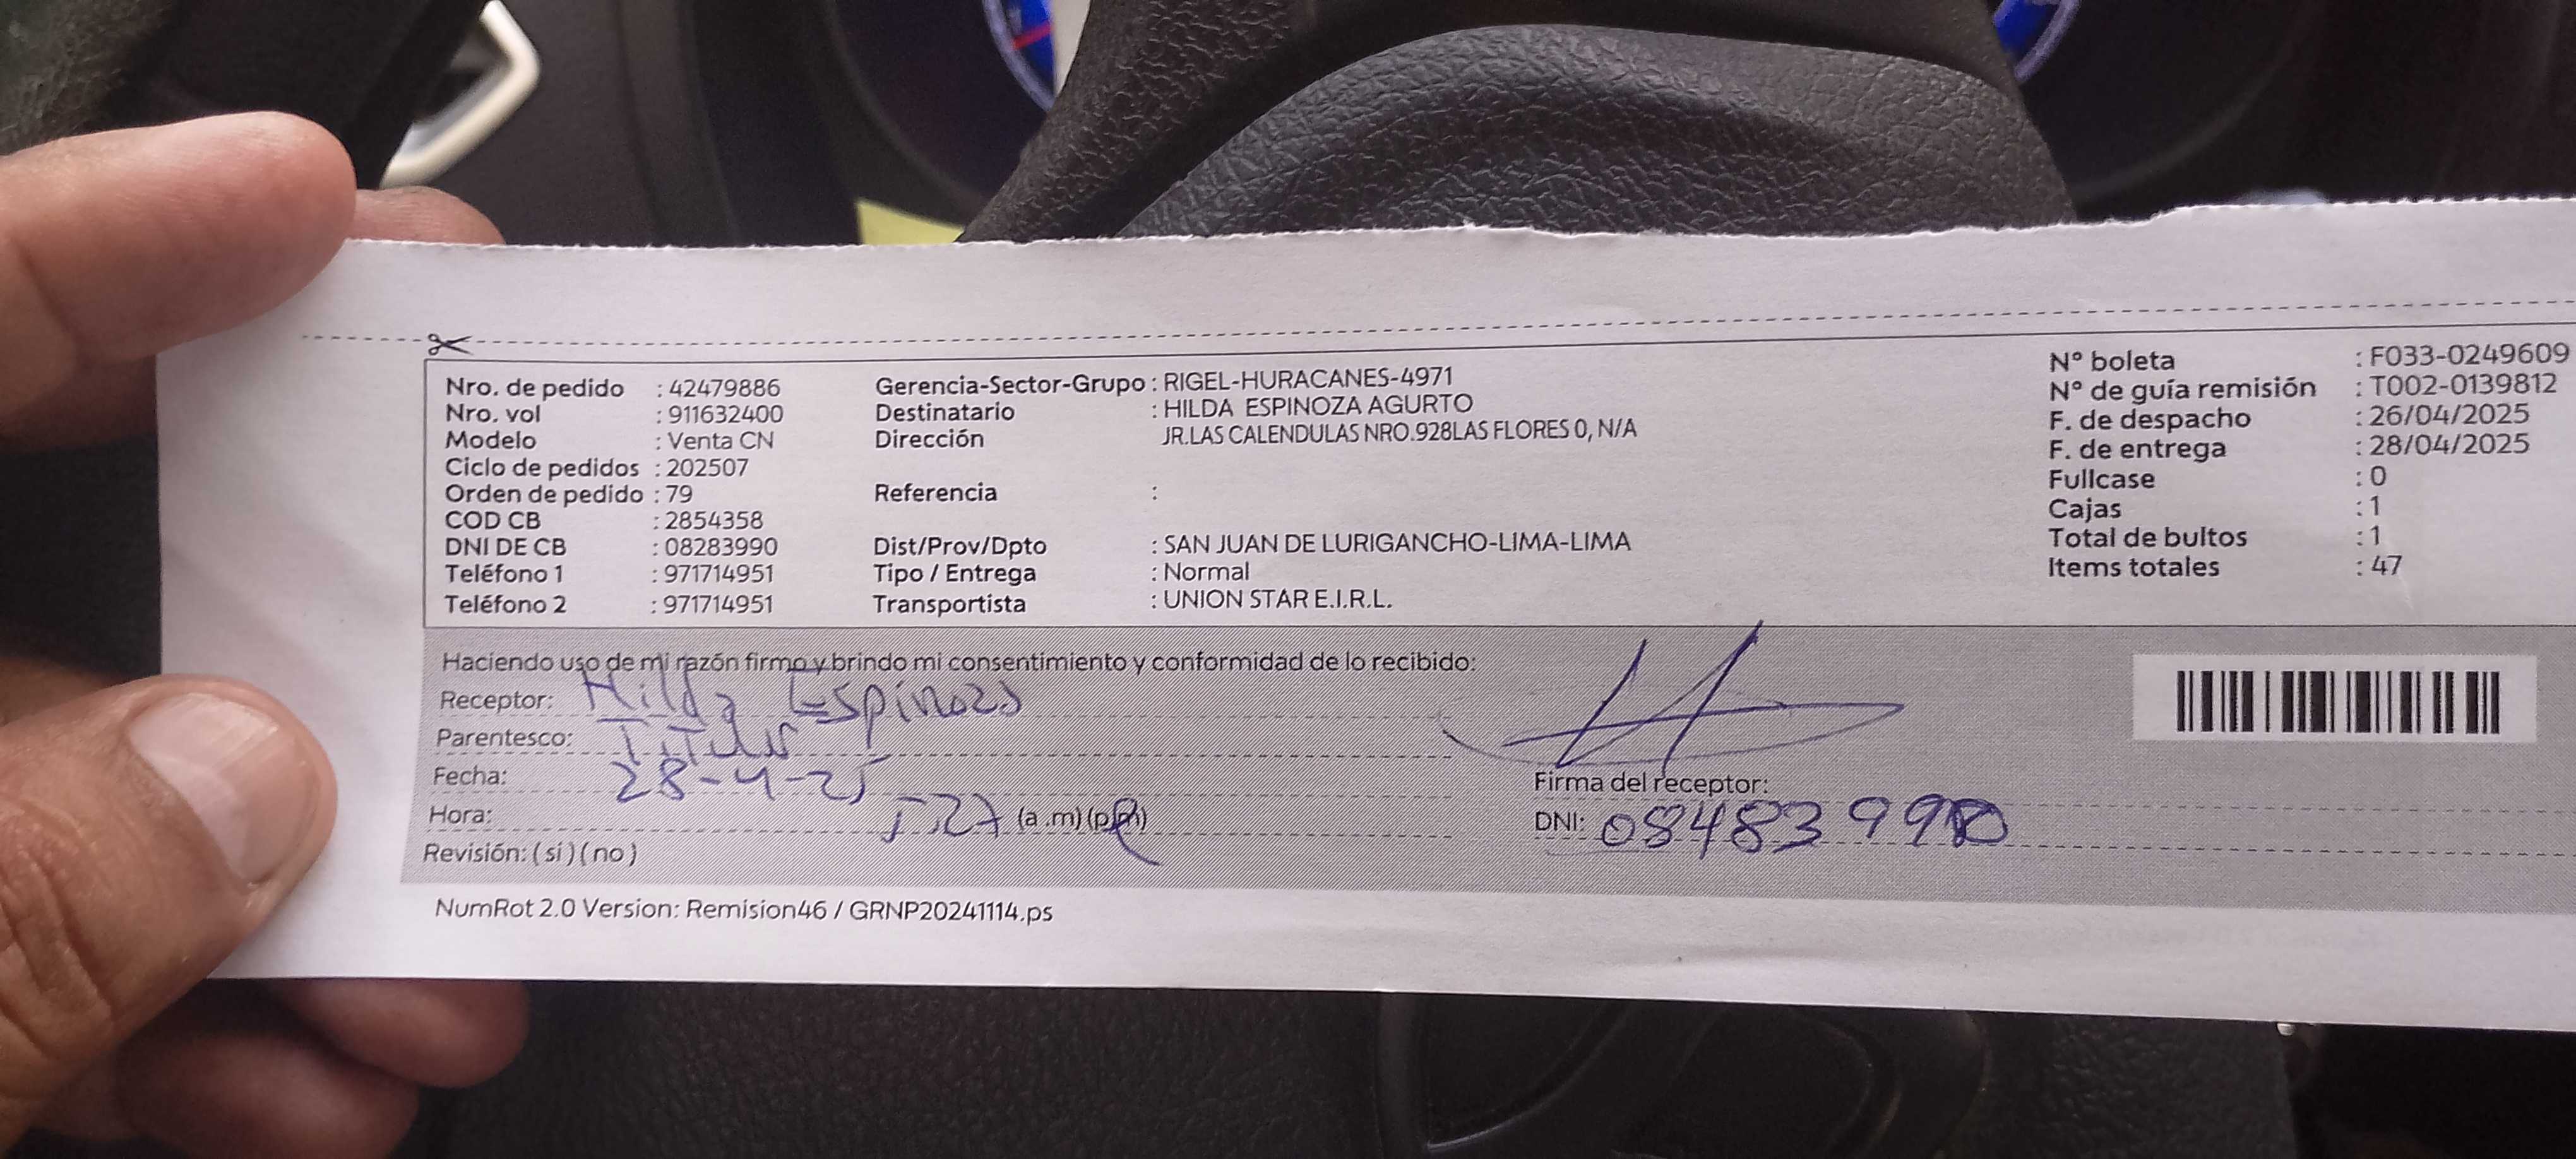 Nro. de pedido : 42479886
Nro. vol : 911632400
Modelo : Venta CN
Ciclo de pedidos : 202507
Orden de pedido : 79
COD CB : 2854358
DNI DE CB : 08283990
Teléfono 1 : 971714951
Teléfono 2 : 971714951
Gerencia-Sector-Grupo : RIGEL-HURACANES-4971
Destinatario : HILDA ESPINOZA AGURTO
Dirección JR.LAS CALENDULAS NRO.928LAS FLORES 0, N/A
Referencia :
Dist/Prov/Dpto : SAN JUAN DE LURIGANCHO-LIMA-LIMA
Tipo / Entrega : Normal
Transportista : UNION STAR E.I.R.L.
N° boleta : F033-0249609
N° de guía remisión : T002-0139812
F. de despacho : 26/04/2025
F. de entrega : 28/04/2025
Fullcase : 0
Cajas : 1
Total de bultos : 1
Items totales : 47
Haciendo uso de mi razón firmo y brindo mi consentimiento y conformidad de lo recibido:
Receptor: Hilda Espinoza
Parentesco: Titular
Fecha: 28-4-25
Hora: 5:27 (a.m) (pm)
Revisión: ( si ) ( no )
Firma del receptor:
DNI:
NumRot 2.0 Version: Remision46 / GRNP20241114.ps